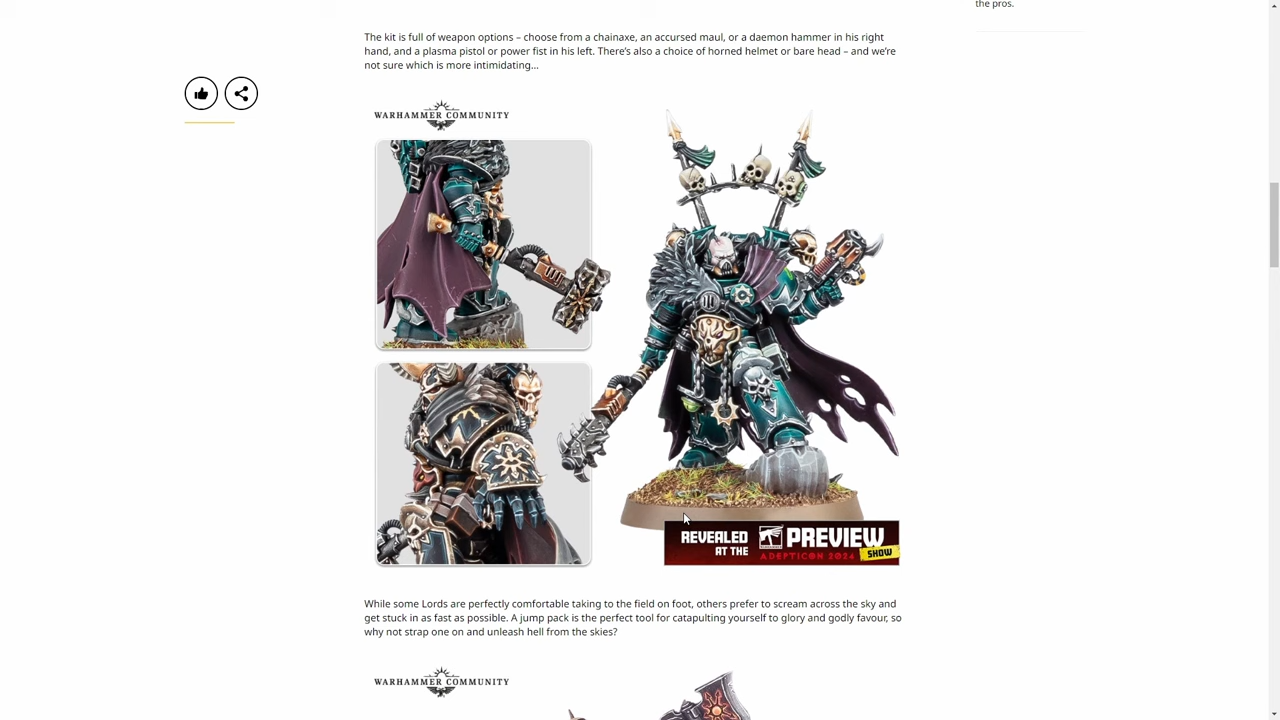 the pros.
The kit is full of weapon options – choose from a chainaxe, an accursed maul, or a daemon hammer in his right
hand, and a plasma pistol or power fist in his left. There’s also a choice of horned helmet or bare head – and we’re
not sure which is more intimidating…
WARHAMMER COMMUNITY
REVEALED
AT THE
PREVIEW
ADEPTICON 2024 SHOW
While some Lords are perfectly comfortable taking to the field on foot, others prefer to scream across the sky and
get stuck in as fast as possible. A jump pack is the perfect tool for catapulting yourself to glory and godly favour, so
why not strap one on and unleash hell from the skies?
WARHAMMER COMMUNITY